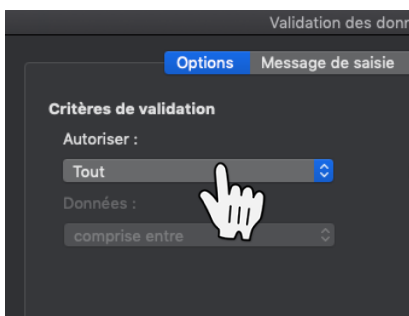 Validation des donn
Options Message de saisie
Critères de validation
Autoriser :
Tout
Données :
comprise entre